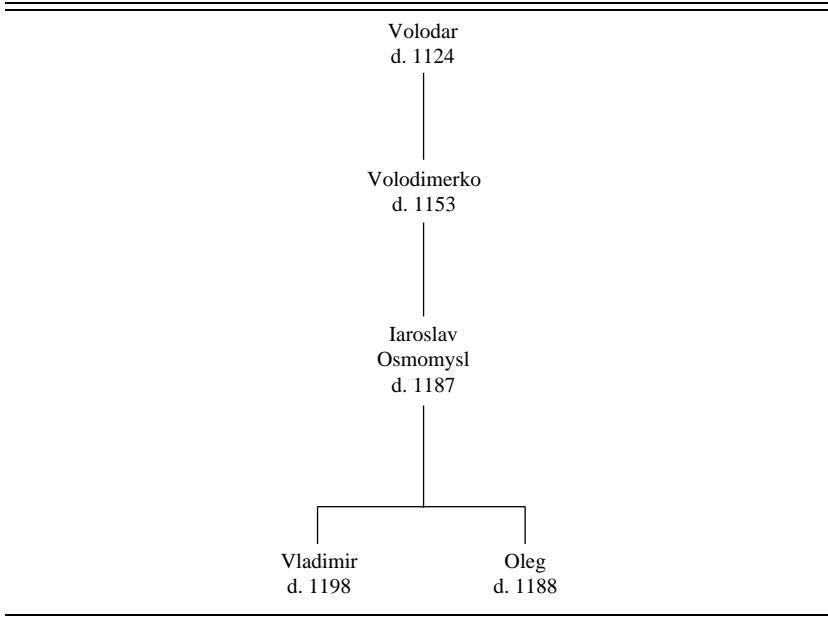 Volodar
d. 1124
Volodimerko
d. 1153
Iaroslav
Osmomysl
d. 1187
Vladimir
d. 1198
Oleg
d. 1188